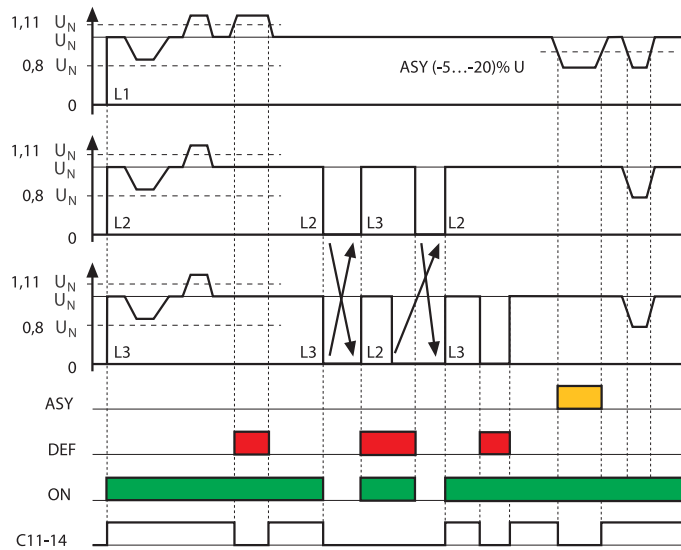 1,11 U_N
U_N
0,8 U_N
ASY (-5...-20)% U
L1
0
1,11 U_N
U_N
0,8 U_N
L2 L2 L3 L2
0
1,11 U_N
U_N
0,8 U_N
L3 L3 L2 L3
0
ASY
DEF
ON
C11-14